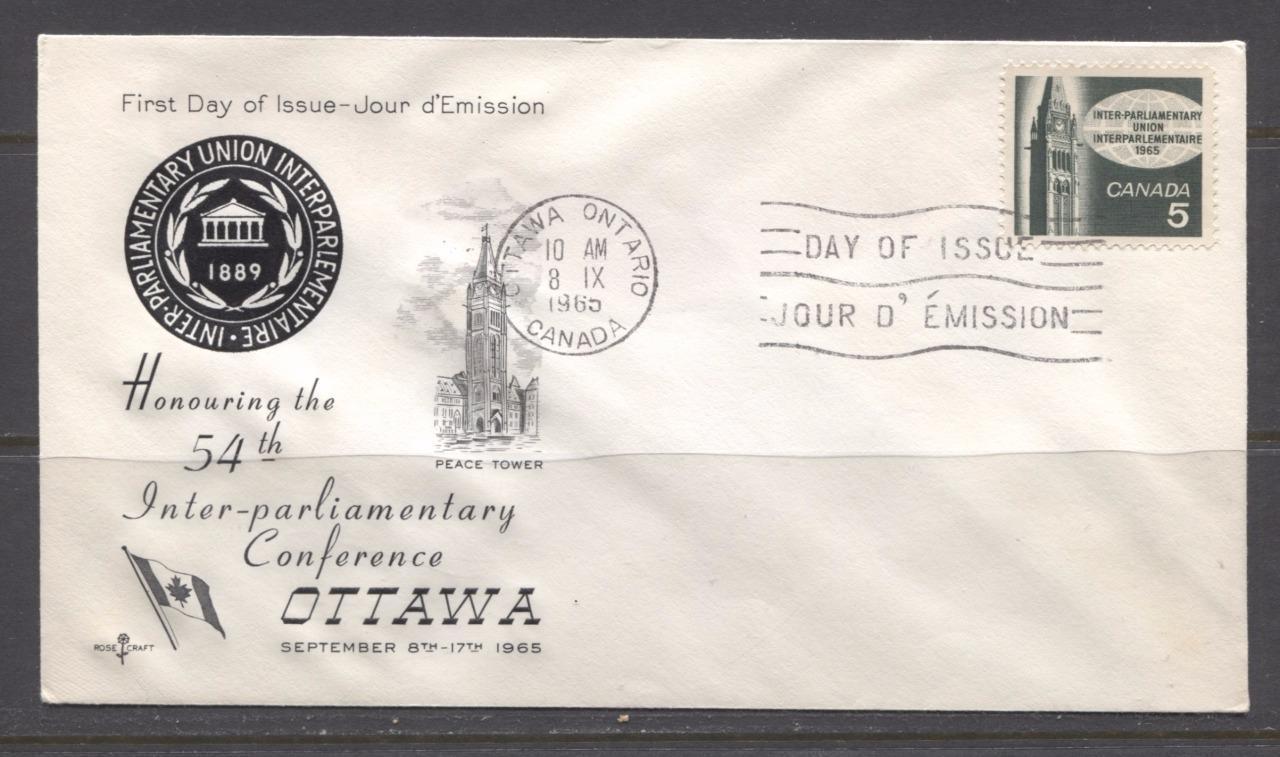 First Day of Issue-Jour d'Emission
INTER-PARLIAMENTARY UNION INTERPARLEMENTAIRE •
1889
Honouring the
54th
Inter-parliamentary
Conference
OTTAWA
SEPTEMBER 8TH-17TH 1965
ROSE CRAFT
PEACE TOWER
OTTAWA ONTARIO
10 AM
8 IX
1965
CANADA
DAY OF ISSUE
JOUR D' ÉMISSION
INTER-PARLIAMENTARY
UNION
INTERPARLEMENTAIRE
1965
CANADA
5